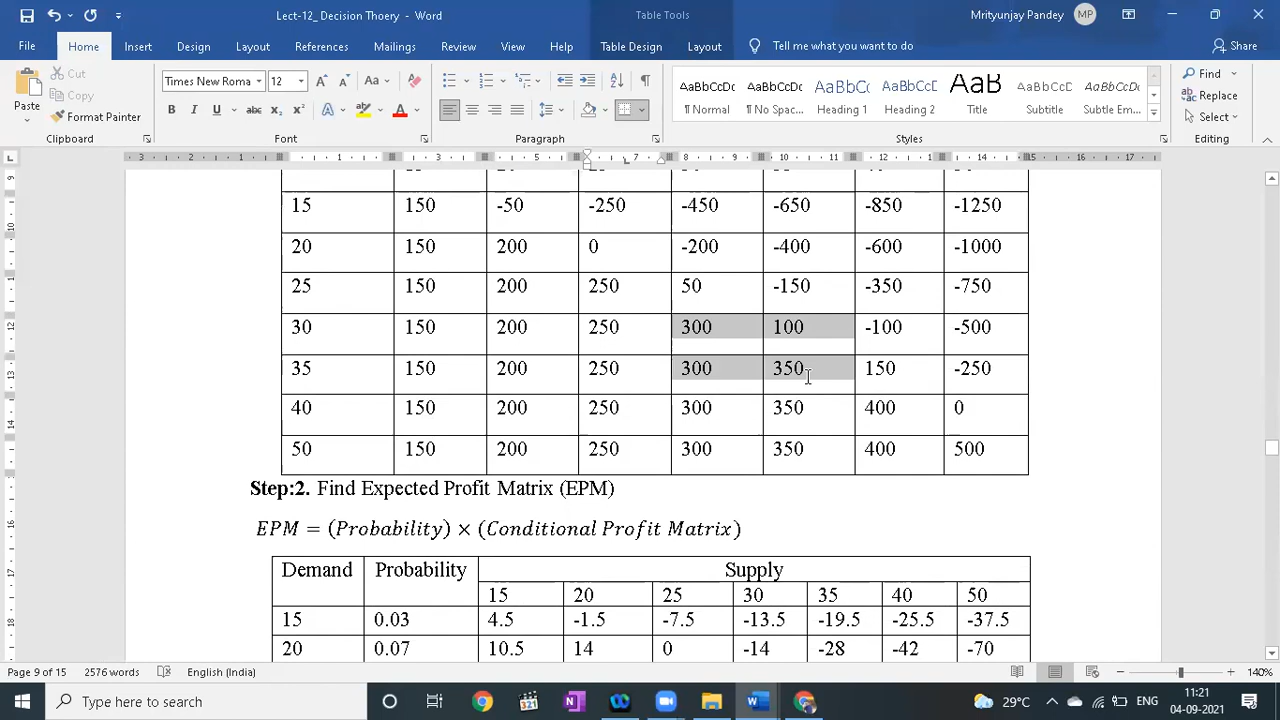 Lect-12_ Decision Thoery - Word
Table Tools
Mrityunjay Pandey
MP
File Home Insert Design Layout References Mailings Review View Help Table Design Layout Tell me what you want to do Share
Paste
Cut
Copy
Format Painter
Clipboard
Times New Roma 12
Font
Paragraph
AaBbCcDc AaBbCcDc AaBbC AaBbCcD AaB AaBbCcD AaBbCcDc
¶ Normal ¶ No Spac... Heading 1 Heading 2 Title Subtitle Subtle Em...
Styles
Find
Replace
Select
Editing
15 150 -50 -250 -450 -650 -850 -1250
20 150 200 0 -200 -400 -600 -1000
25 150 200 250 50 -150 -350 -750
30 150 200 250 300 100 -100 -500
35 150 200 250 300 350 150 -250
40 150 200 250 300 350 400 0
50 150 200 250 300 350 400 500
Step:2. Find Expected Profit Matrix (EPM)
EPM = (Probability) × (Conditional Profit Matrix)
Demand Probability Supply
15 20 25 30 35 40 50
15 0.03 4.5 -1.5 -7.5 -13.5 -19.5 -25.5 -37.5
20 0.07 10.5 14 0 -14 -28 -42 -70
Page 9 of 15 2576 words English (India) 140%
Type here to search
29°C ENG
11:21
04-09-2021